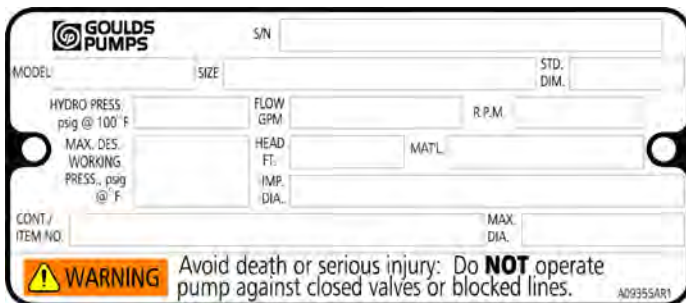 GOULDS
PUMPS
S/N
MODEL
SIZE
STD.
DIM.
HYDRO PRESS
psig @ 100°F
FLOW
GPM
R.P.M.
MAX. DES.
WORKING
PRESS., psig
@°F
HEAD
FT.
MAT'L.
IMP.
DIA.
CONT./
ITEM NO.
MAX.
DIA.
WARNING
Avoid death or serious injury: Do NOT operate
pump against closed valves or blocked lines.
A09355AR1